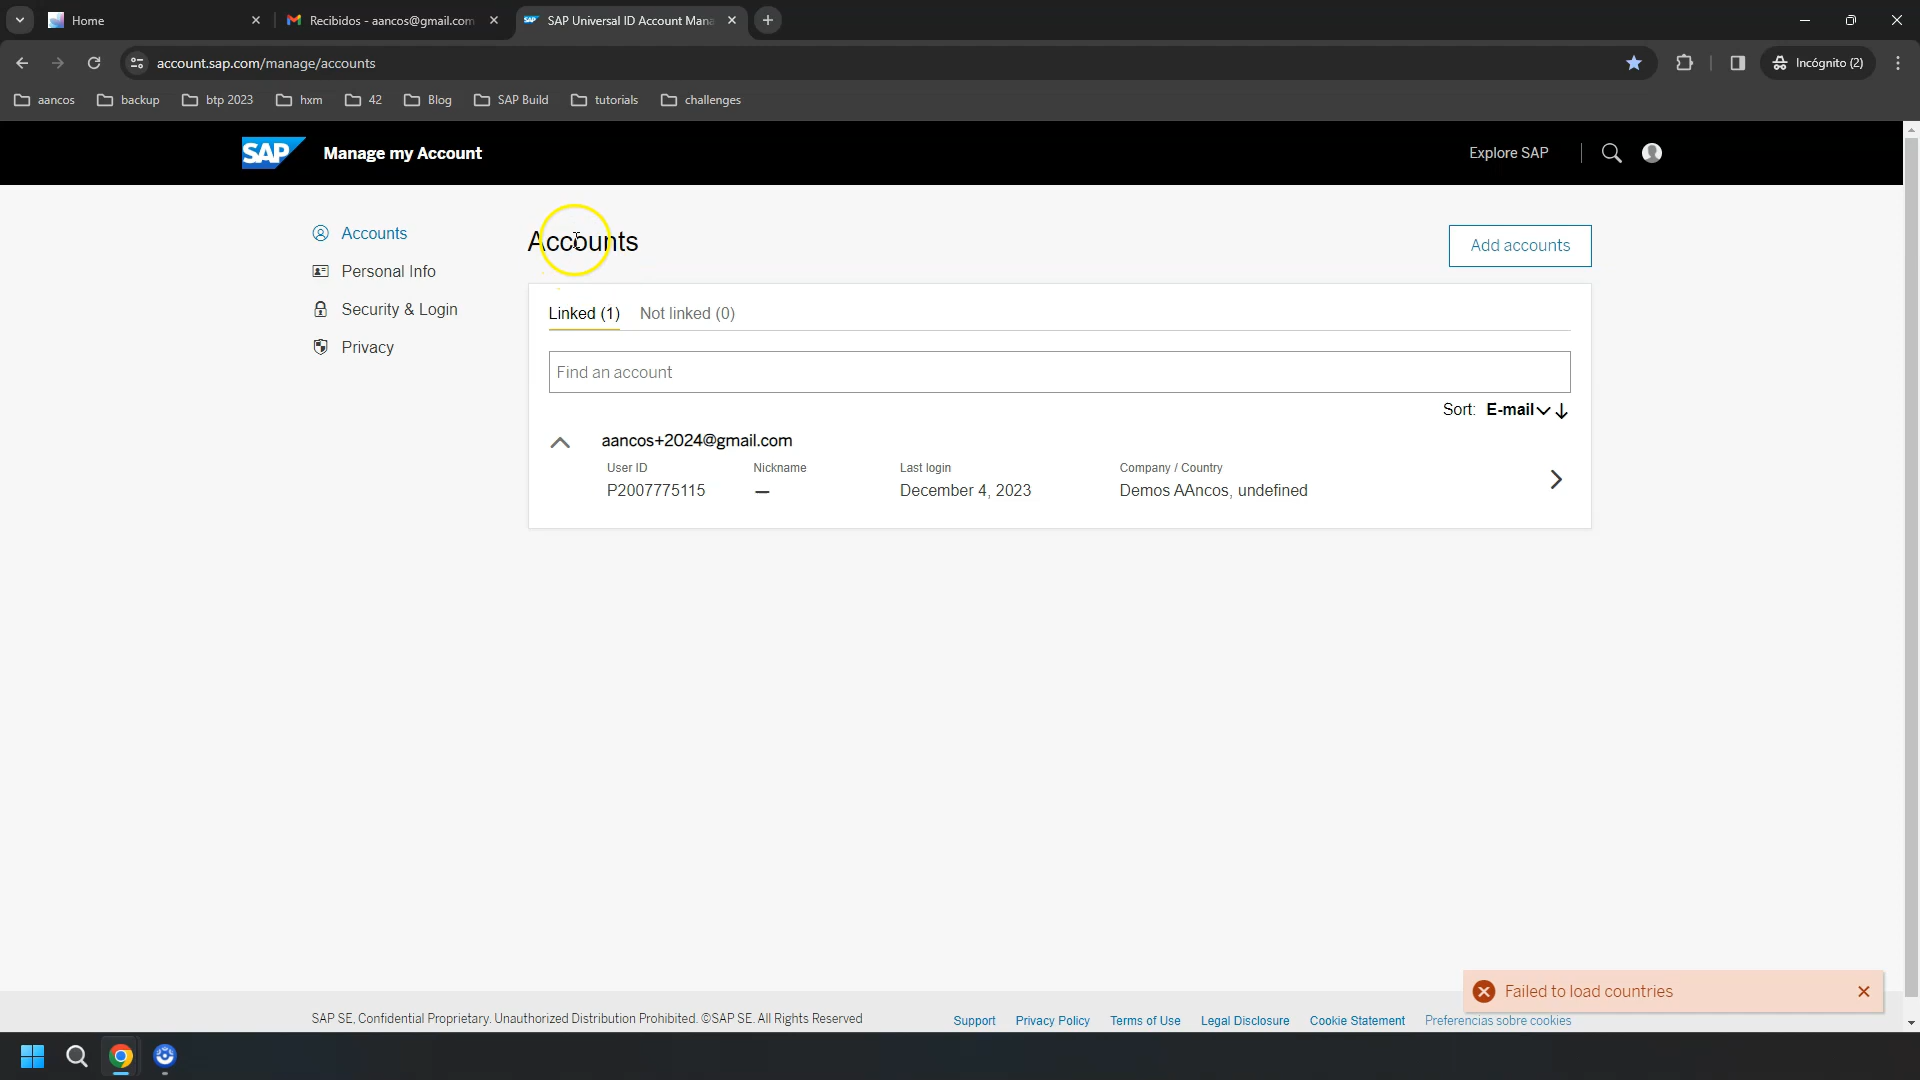 Home
Recibidos - aancos@gmail.com
SAP Universal ID Account Mana
account.sap.com/manage/accounts
Incógnito (2)
aancos
backup
btp 2023
hxm
42
Blog
SAP Build
tutorials
challenges
SAP
Manage my Account
Explore SAP
Accounts
Personal Info
Security & Login
Privacy
Accounts
Add accounts
Linked (1)
Not linked (0)
Find an account
Sort: E-mail
aancos+2024@gmail.com
User ID
Nickname
Last login
Company / Country
P2007775115
—
December 4, 2023
Demos AAncos, undefined
Failed to load countries
SAP SE, Confidential Proprietary. Unauthorized Distribution Prohibited. ©SAP SE. All Rights Reserved
Support
Privacy Policy
Terms of Use
Legal Disclosure
Cookie Statement
Preferencias sobre cookies